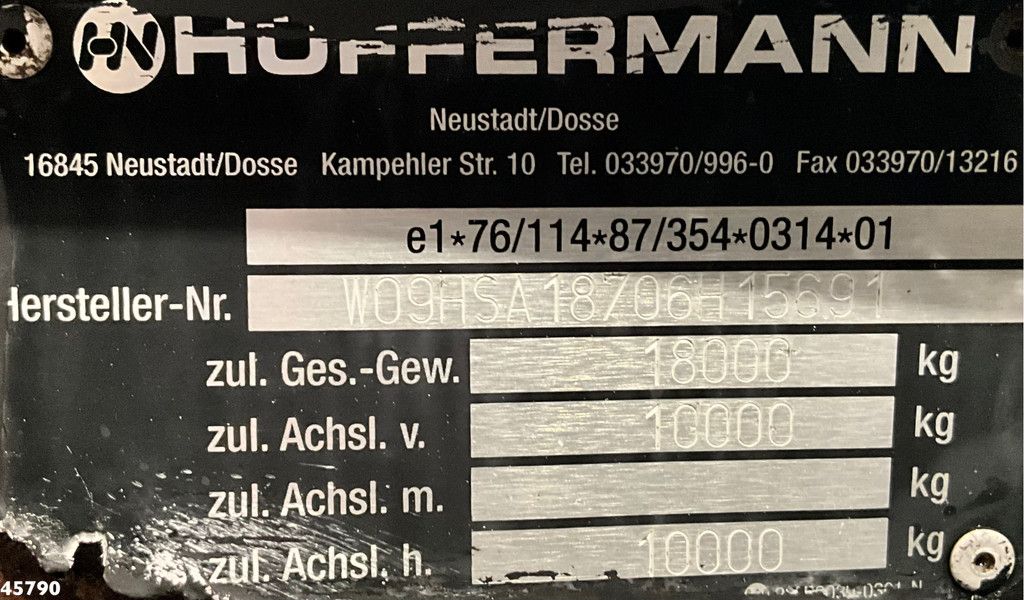 HN HÜFFERMANN
Neustadt/Dosse
16845 Neustadt/Dosse Kampehler Str. 10 Tel. 033970/996-0 Fax 033970/13216
e1*76/114*87/354*0314*01
Hersteller-Nr. W09HSA18Z06H15691
zul. Ges.-Gew. 18000 kg
zul. Achsl. v. 10000 kg
zul. Achsl. m. kg
zul. Achsl. h. 10000 kg
45790